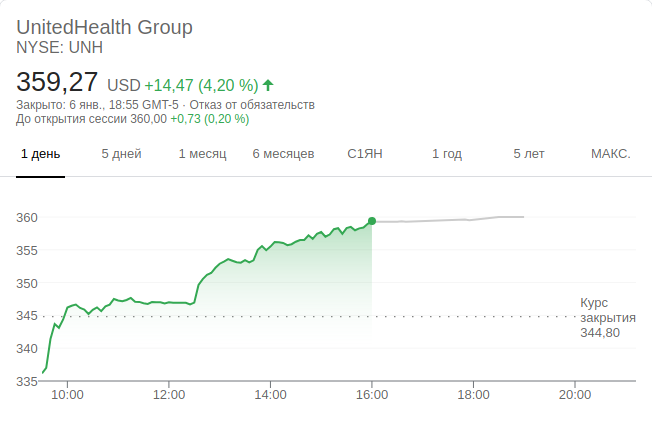 UnitedHealth Group
NYSE: UNH
359,27 USD +14,47 (4,20 %)
Закрыто: 6 янв., 18:55 GMT-5 · Отказ от обязательств
До открытия сессии 360,00 +0,73 (0,20 %)
1 день 5 дней 1 месяц 6 месяцев С1ЯН 1 год 5 лет МАКС.
360
355
350
345
340
335
Курс
закрытия
344,80
10:00 12:00 14:00 16:00 18:00 20:00